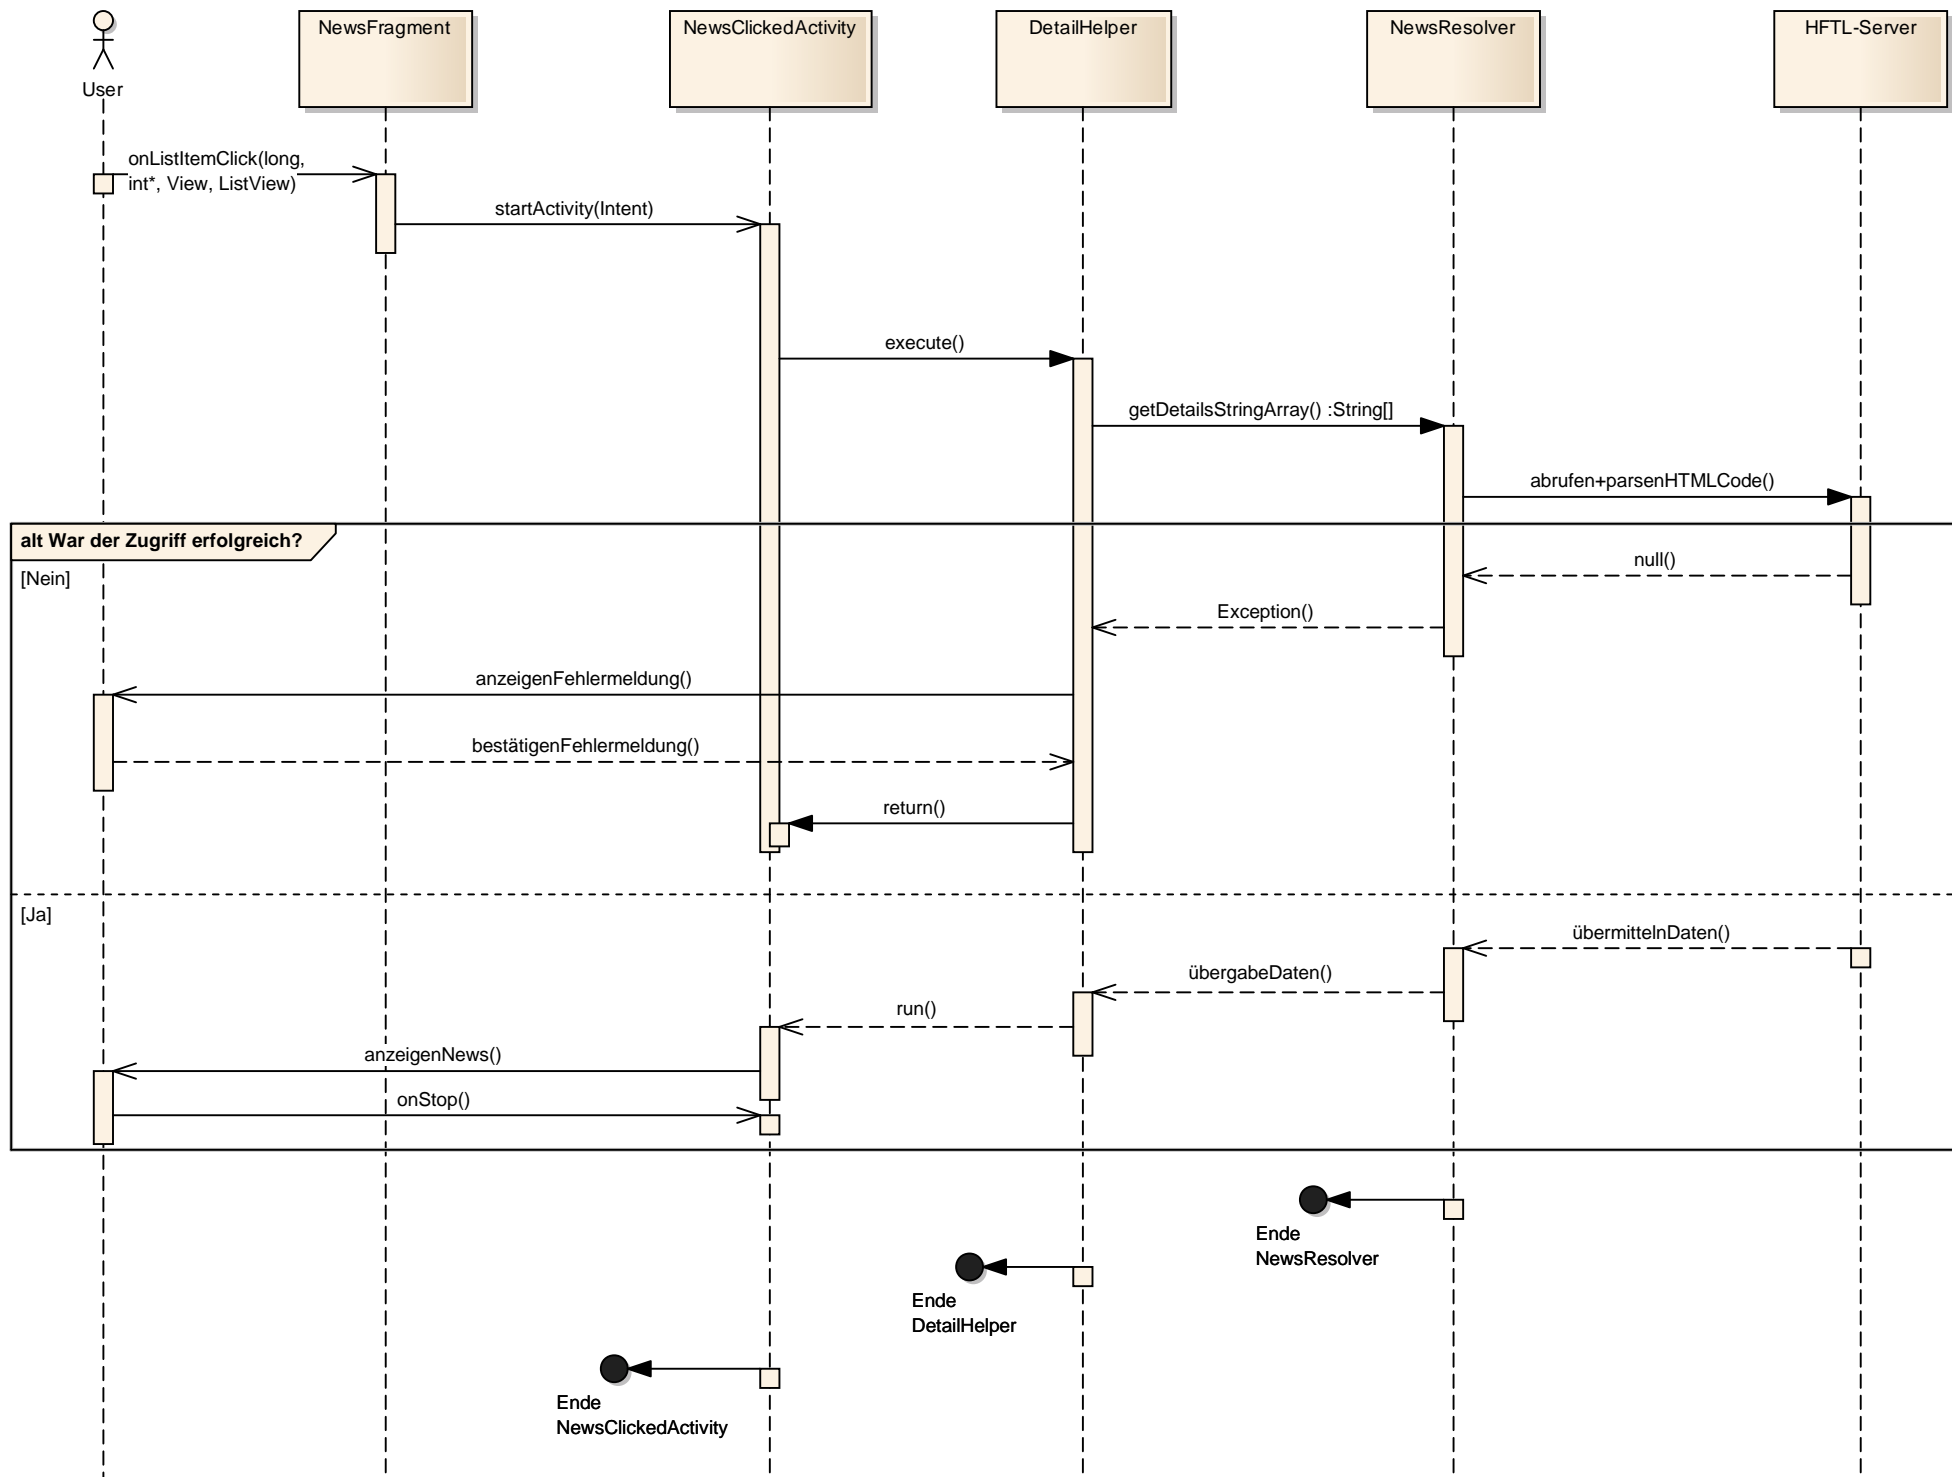 User
NewsFragment
NewsClickedActivity
DetailHelper
NewsResolver
HFTL-Server
onListItemClick(long,
int*, View, ListView)
startActivity(Intent)
execute()
getDetailsStringArray() :String[]
abrufen+parsenHTMLCode()
alt War der Zugriff erfolgreich?
[Nein]
null()
Exception()
anzeigenFehlermeldung()
bestätigenFehlermeldung()
return()
[Ja]
übermittelnDaten()
übergabeDaten()
run()
anzeigenNews()
onStop()
Ende
NewsResolver
Ende
DetailHelper
Ende
NewsClickedActivity